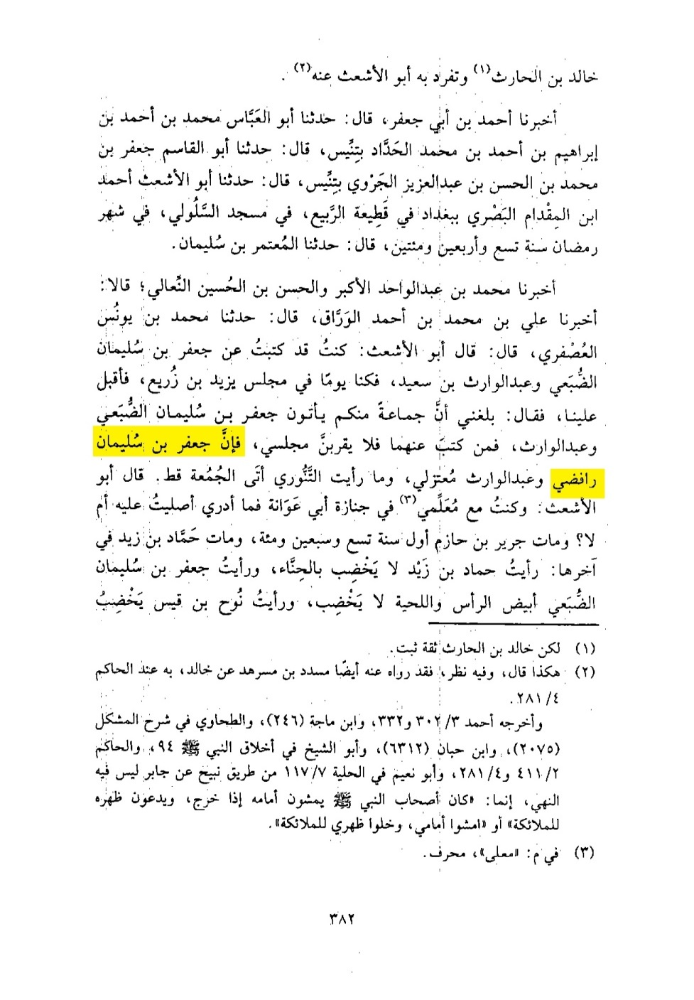 خالد بن الحارث(١) وتفرد به أبو الأشعث عنه(٢) .
أخبرنا أحمد بن أبي جعفر، قال: حدثنا أبو العَبَّاس محمد بن أحمد بن
إبراهيم بن أحمد بن محمد الحَدَّاد بتِنِّيس، قال: حدثنا أبو القاسم جعفر بن
محمد بن الحسن بن عبدالعزيز الجَرْوي بتِنِّيس، قال: حدثنا أبو الأشعث أحمد
ابن المِقْدام البَصْري ببغداد في قَطِيعة الرَّبيع، في مسجد السَّلُولي، في شهر
رمضان سنة تسع وأربعين ومئتين، قال: حدثنا المُعتمر بن سُليمان.
أخبرنا محمد بن عبدالواحد الأكبر والحسن بن الحُسين النِّعالي؛ قالا:
أخبرنا علي بن محمد بن أحمد الوَرَّاق، قال: حدثنا محمد بن يونُس
العُصْفري، قال: قال أبو الأشعث: كنتُ قد كتبتُ عن جعفر بن سُليمان
الضُّبَعي وعبدالوارث بن سعيد، فكنا يومًا في مجلس يزيد بن زُريع، فأقبل
علينا، فقال: بلغني أنَّ جماعةً منكم يأتون جعفر بن سُليمان الضُّبَعي
وعبدالوارث، فمن كتبَ عنهما فلا يقربنَّ مجلسي، فإنَّ جعفر بن سُليمان
رافضي وعبدالوارث مُعتزلي، وما رأيت التَّنُّوري أتَى الجُمعة قط. قال أبو
الأشعث: وكنتُ مع مُعَلِّمي(٣) في جنازة أبي عَوَانة فما أدري أصليتُ عليه أم
لا؟ ومات جرير بن حازم أول سنة تسع وسبعين ومئة، ومات حَمَّاد بن زيد في
آخرها: رأيتُ حماد بن زَيْد لا يَخْضِب بالحِنَّاء، ورأيتُ جعفر بن سُليمان
الضُّبَعي أبيض الرأس واللحية لا يَخْضِب، ورأيتُ نُوح بن قيس يَخْضِبُ
(١) لكن خالد بن الحارث ثقة ثبت.
(٢) هكذا قال، وفيه نظر، فقد رواه عنه أيضًا مسدد بن مسرهد عن خالد، به عند الحاكم
٤/ ٢٨١.
وأخرجه أحمد ٣/ ٣٠٢ و٣٣٢، وابن ماجة (٢٤٦)، والطحاوي في شرح المشكل
(٢٠٧٥)، وابن حبان (٦٣١٢)، وأبو الشيخ في أخلاق النبي ﷺ ٩٤، والحاكم
٢/ ٤١١ و٤/ ٢٨١، وأبو نعيم في الحلية ٧/ ١١٧ من طريق نبيح عن جابر ليس فيه
النهي، إنما: «كان أصحاب النبي ﷺ يمشون أمامه إذا خرج، ويدعون ظهره
للملائكة» أو «امشوا أمامي، وخلوا ظهري للملائكة».
(٣) في م: «معلى»، محرف.
٣٨٢